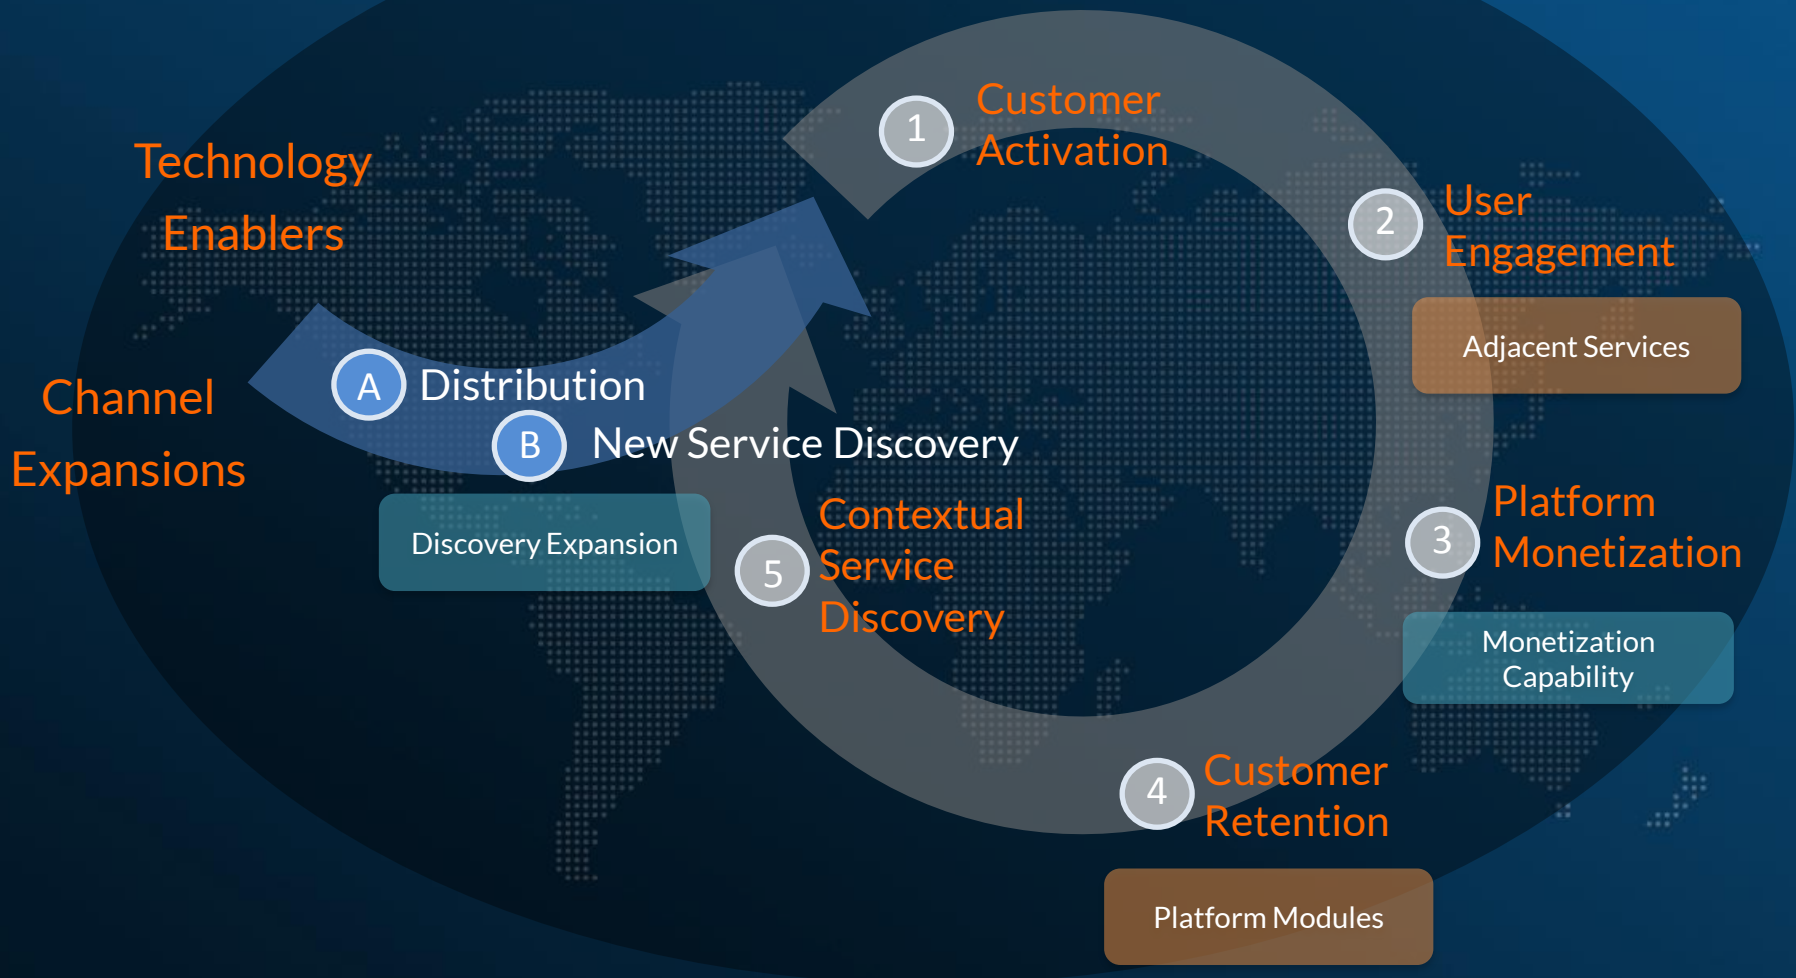 Technology
Enablers
Channel
Expansions
A
Distribution
B
New Service Discovery
Discovery Expansion
1
Customer
Activation
2
User
Engagement
Adjacent Services
3
Platform
Monetization
Monetization
Capability
4
Customer
Retention
Platform Modules
5
Contextual
Service
Discovery